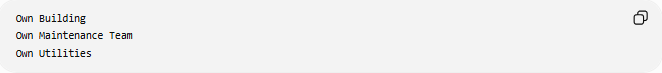 Own Building
Own Maintenance Team
Own Utilities